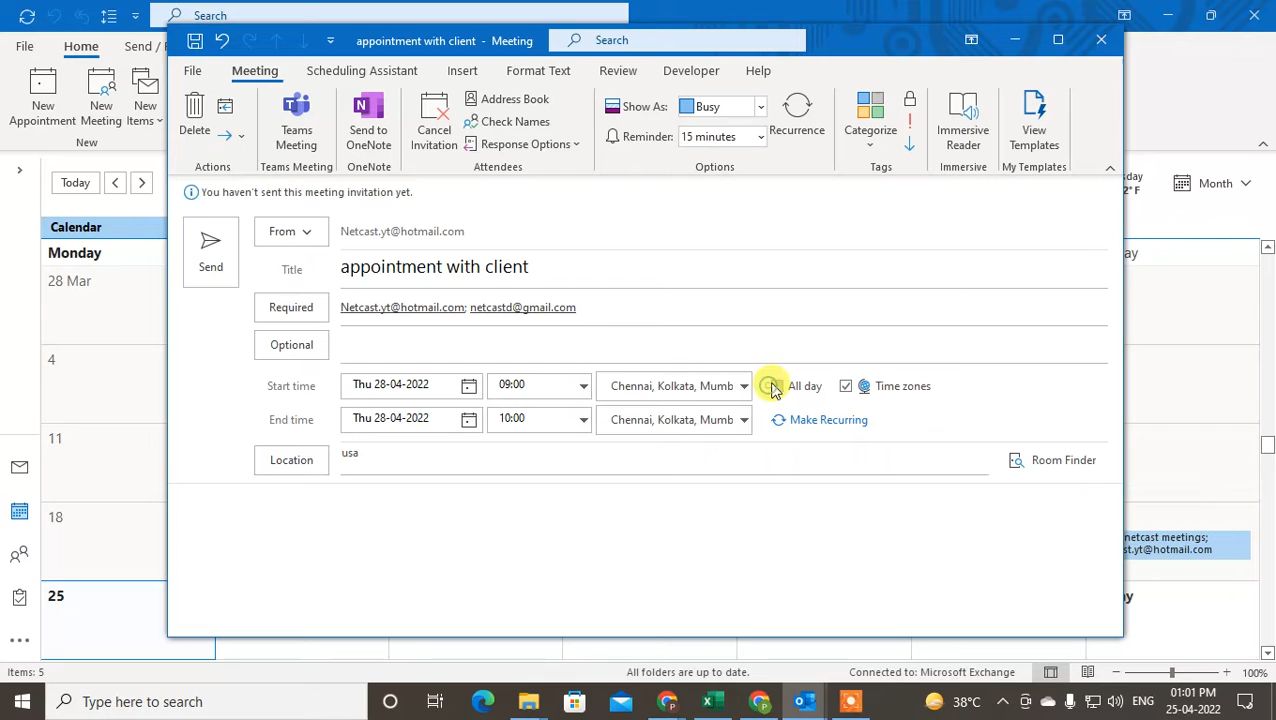 Search
appointment with client - Meeting
Search
File
Home
Send /
File
Meeting
Scheduling Assistant
Insert
Format Text
Review
Developer
Help
New
Appointment
New
Meeting
New
Items
New
Delete
Actions
Teams
Meeting
Teams Meeting
Send to
OneNote
OneNote
Cancel
Invitation
Address Book
Check Names
Response Options
Attendees
Show As:
Busy
Reminder:
15 minutes
Recurrence
Options
Categorize
Tags
Immersive
Reader
Immersive
View
Templates
My Templates
Today
sday
2° F
Month
You haven't sent this meeting invitation yet.
Calendar
Monday
ay
28 Mar
4
11
18
25
Send
From
Netcast.yt@hotmail.com
Title
appointment with client
Required
Netcast.yt@hotmail.com; netcastd@gmail.com
Optional
Start time
Thu 28-04-2022
09:00
Chennai, Kolkata, Mumb
All day
Time zones
End time
Thu 28-04-2022
10:00
Chennai, Kolkata, Mumb
Make Recurring
Location
usa
Room Finder
netcast meetings;
st.yt@hotmail.com
y
Items: 5
All folders are up to date.
Connected to: Microsoft Exchange
100%
Type here to search
38°C
ENG
01:01 PM
25-04-2022